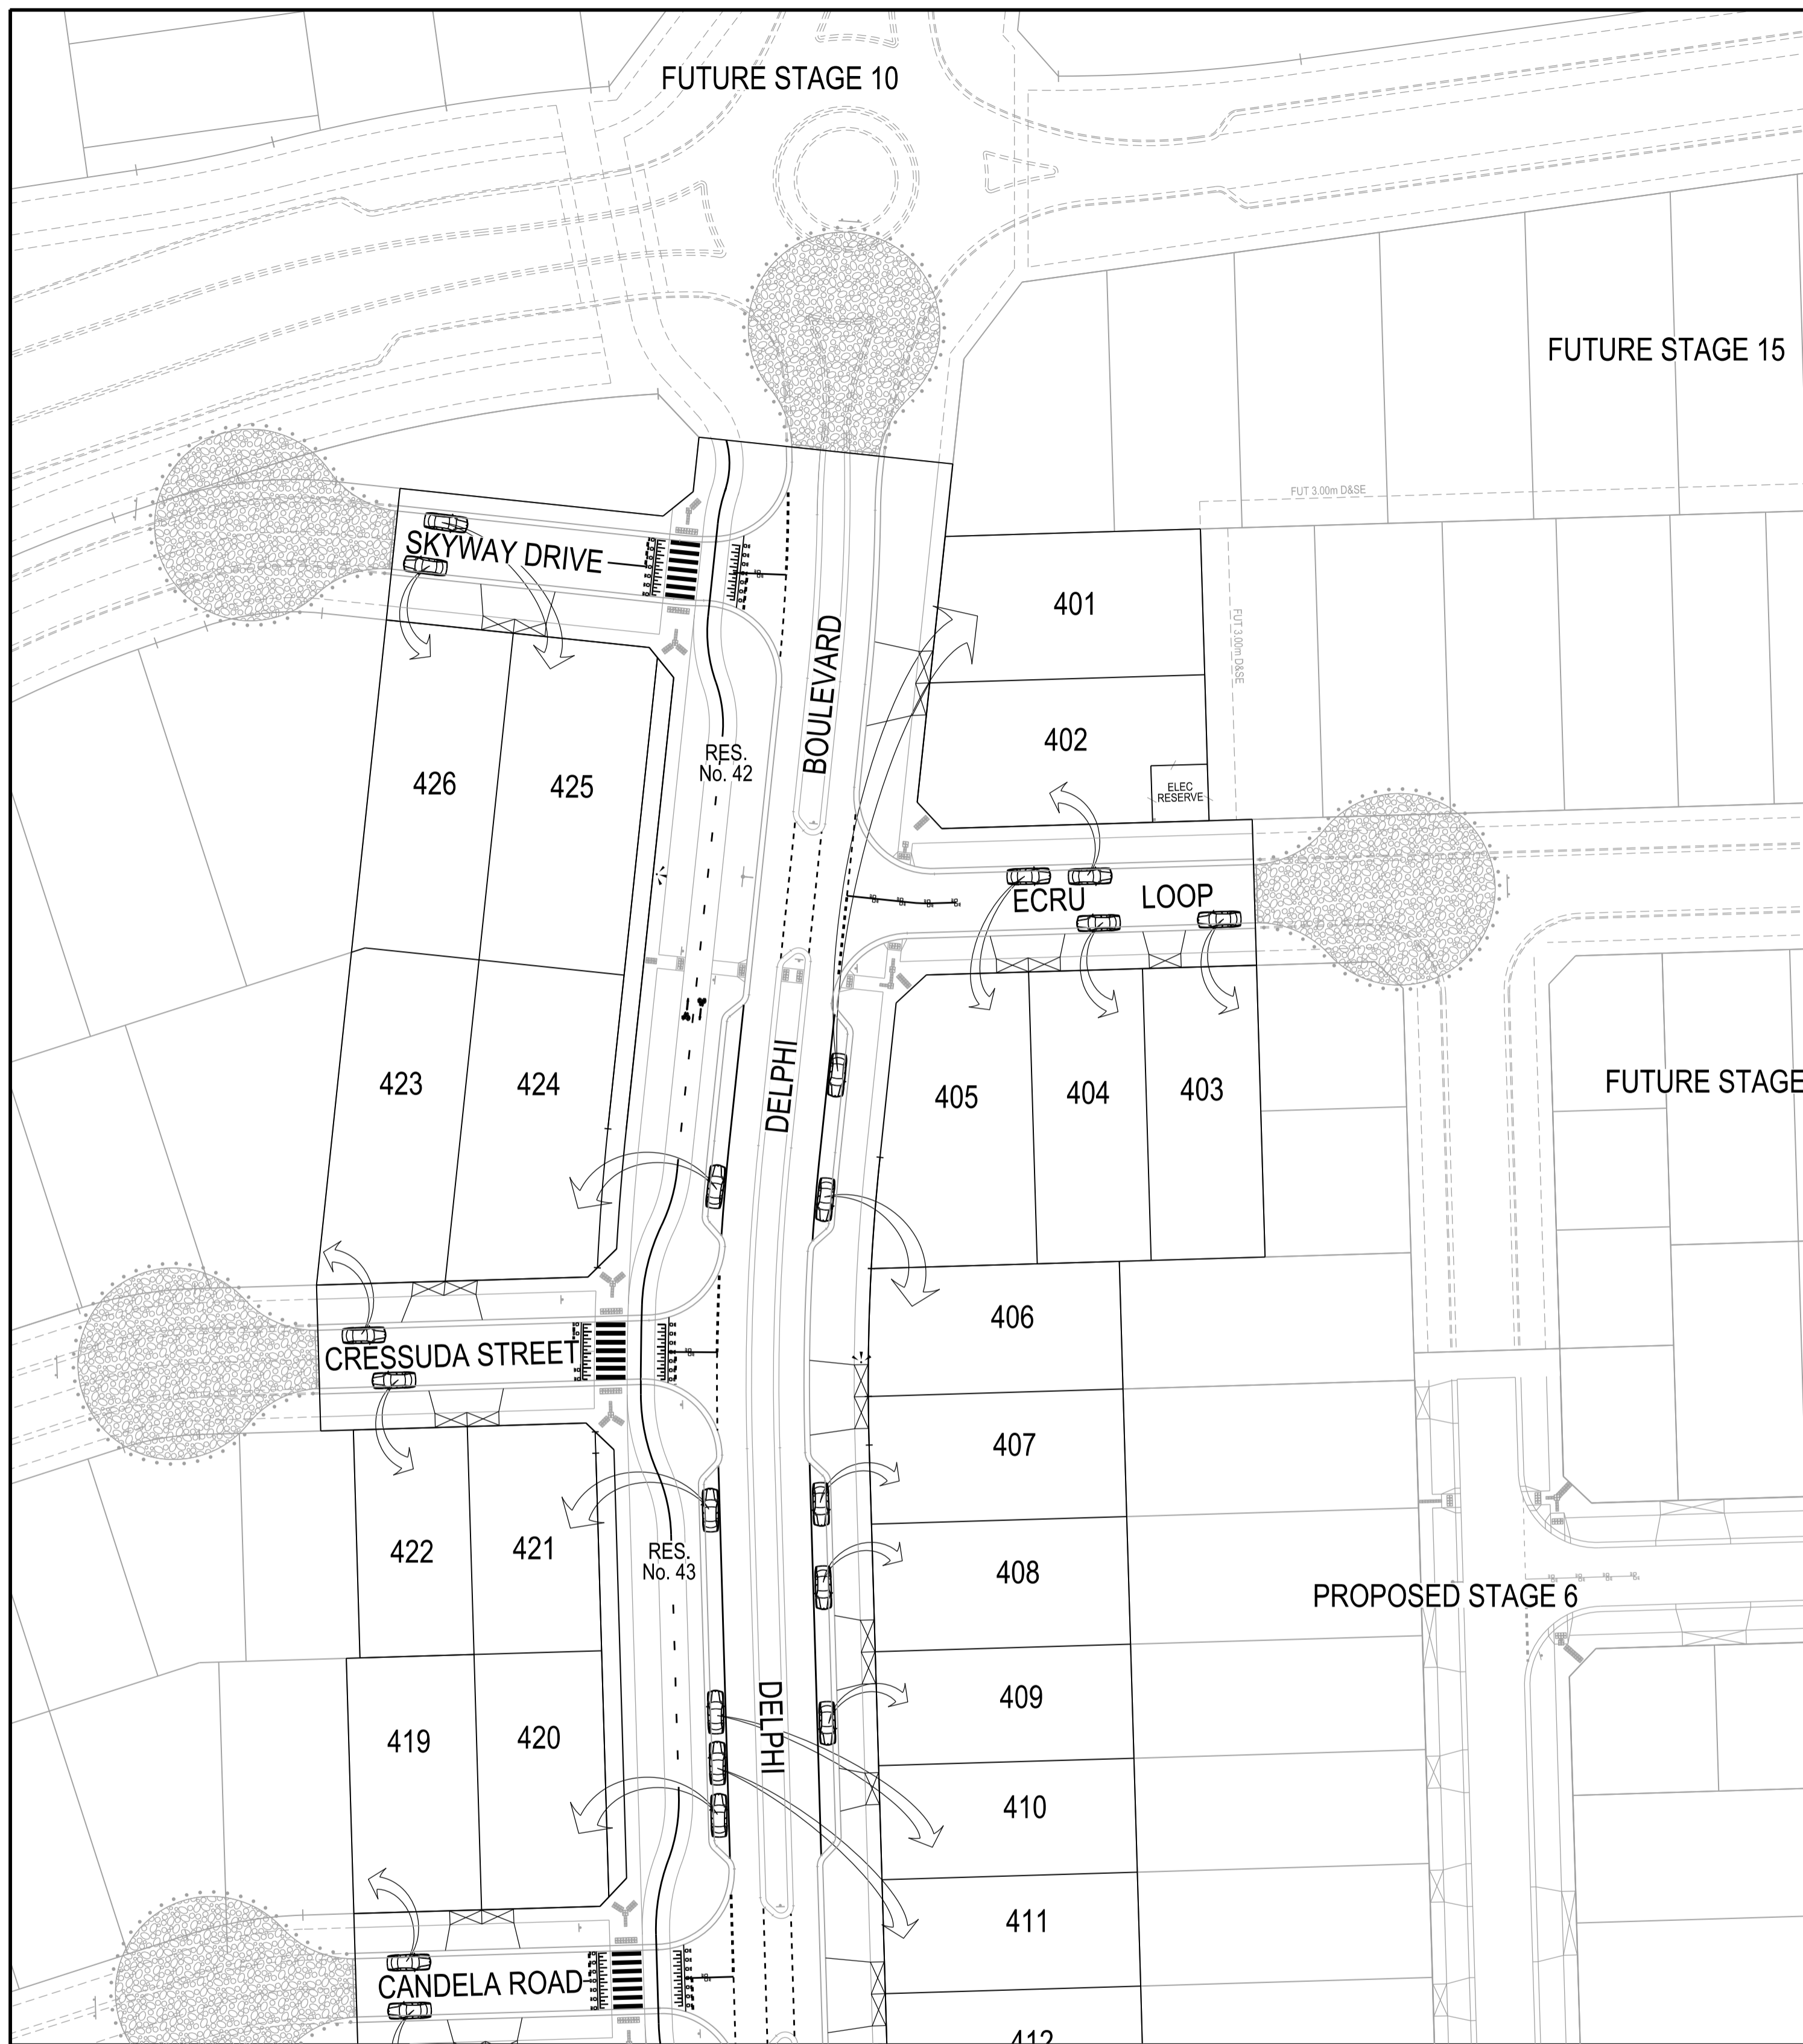 FUTURE STAGE 10
FUTURE STAGE 15
FUT 3.00m D&SE
SKYWAY DRIVE
401
FUT 3.00m D&SE
BOULEVARD
402
RES.
No. 42
426
425
ELEC
RESERVE
ECRU LOOP
DELPHI
423
424
405
404
403
FUTURE STAGE
406
CRESSUDA STREET
407
422
421
RES.
No. 43
408
PROPOSED STAGE 6
409
DELPHI
419
420
410
411
CANDELA ROAD
412